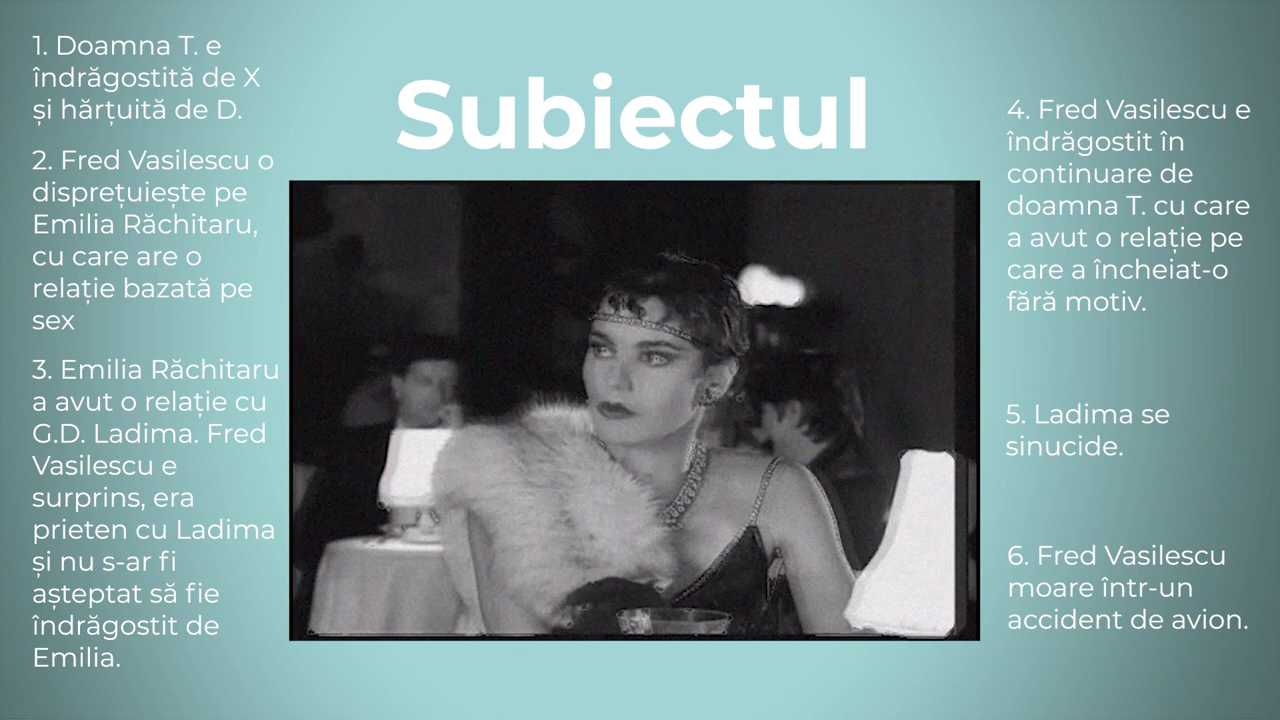 Subiectul
1. Doamna T. e
îndrăgostită de X
și hărțuită de D.
2. Fred Vasilescu o
disprețuiește pe
Emilia Răchitaru,
cu care are o
relație bazată pe
sex
3. Emilia Răchitaru
a avut o relație cu
G.D. Ladima. Fred
Vasilescu e
surprins, era
prieten cu Ladima
și nu s-ar fi
așteptat să fie
îndrăgostit de
Emilia.
4. Fred Vasilescu e
îndrăgostit în
continuare de
doamna T. cu care
a avut o relație pe
care a încheiat-o
fără motiv.
5. Ladima se
sinucide.
6. Fred Vasilescu
moare într-un
accident de avion.